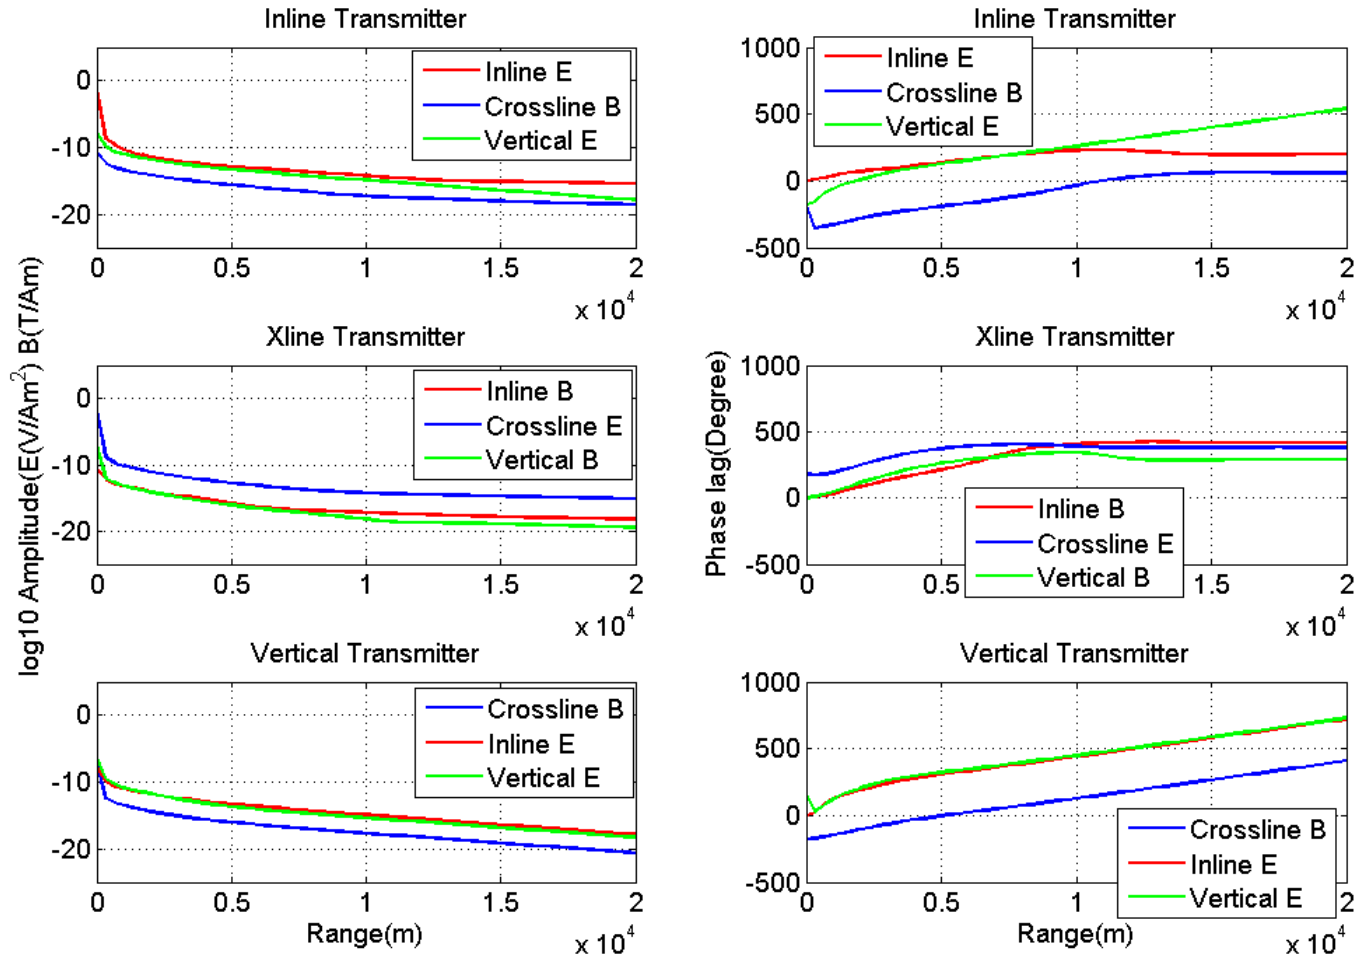 Inline Transmitter
0
-10
-20
0 0.5 1 1.5 2
x 10^4
Inline E
Crossline B
Vertical E
Inline Transmitter
1000
500
0
-500
0 0.5 1 1.5 2
x 10^4
Inline E
Crossline B
Vertical E
log10 Amplitude(E(V/Am^2) B(T/Am)
Xline Transmitter
0
-10
-20
0 0.5 1 1.5 2
x 10^4
Inline B
Crossline E
Vertical B
Phase lag(Degree)
Xline Transmitter
1000
500
0
-500
0 0.5 1 1.5 2
x 10^4
Inline B
Crossline E
Vertical B
Vertical Transmitter
0
-10
-20
0 0.5 1 1.5 2
Range(m)
x 10^4
Crossline B
Inline E
Vertical E
Vertical Transmitter
1000
500
0
-500
0 0.5 1 1.5 2
Range(m)
x 10^4
Crossline B
Inline E
Vertical E